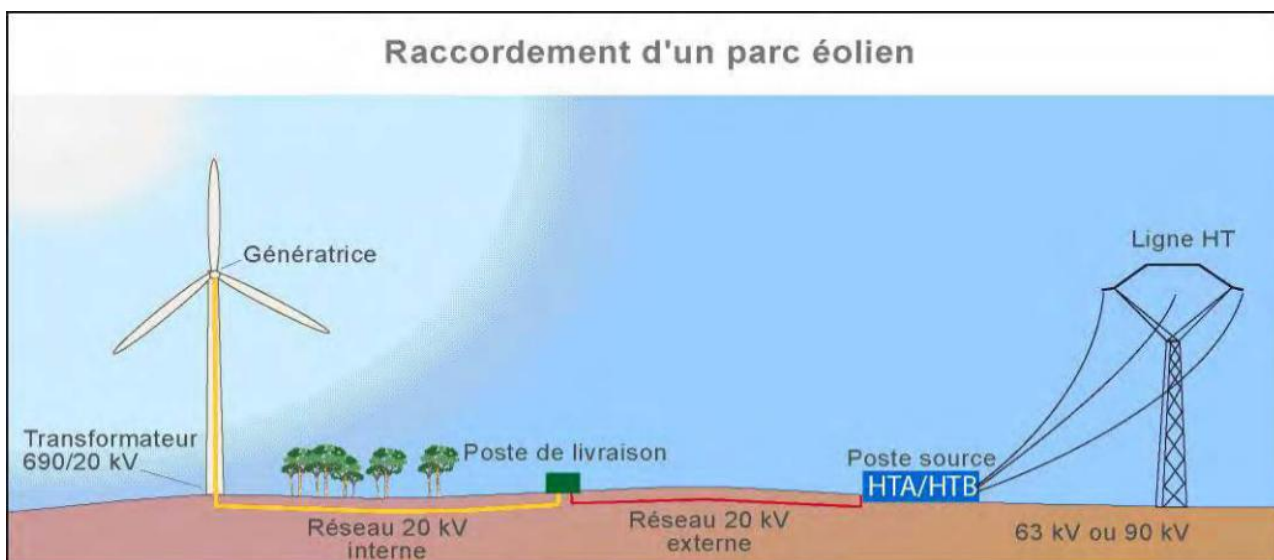 Raccordement d'un parc éolien
Génératrice
Ligne HT
Transformateur
690/20 kV
Poste de livraison
Poste source
HTA/HTB
Réseau 20 kV
interne
Réseau 20 kV
externe
63 kV ou 90 kV